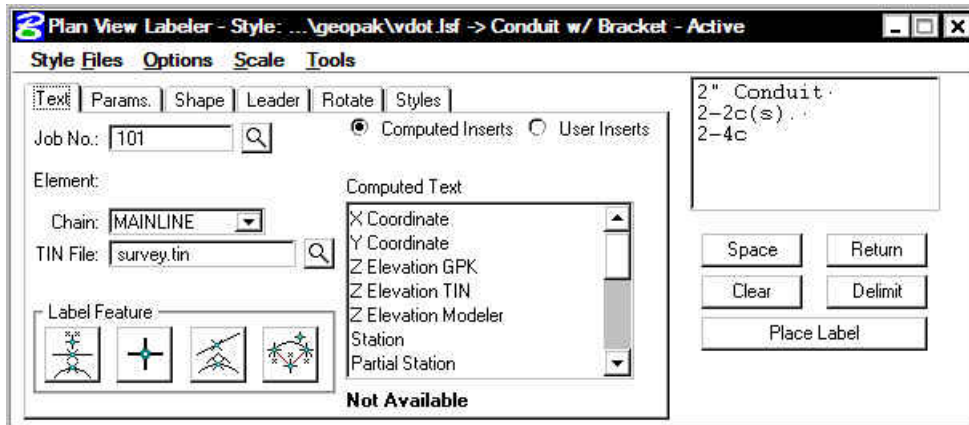 Plan View Labeler - Style: ...\geopak\vdot.lsf -> Conduit w/ Bracket - Active
Style Files Options Scale Tools
Text Params. Shape Leader Rotate Styles
Job No.: 101
Computed Inserts User Inserts
Element:
Chain: MAINLINE
TIN File: survey.tin
Label Feature
Computed Text
X Coordinate
Y Coordinate
Z Elevation GPK
Z Elevation TIN
Z Elevation Modeler
Station
Partial Station
Not Available
2" Conduit
2-2c(s)
2-4c
Space Return
Clear Delimit
Place Label